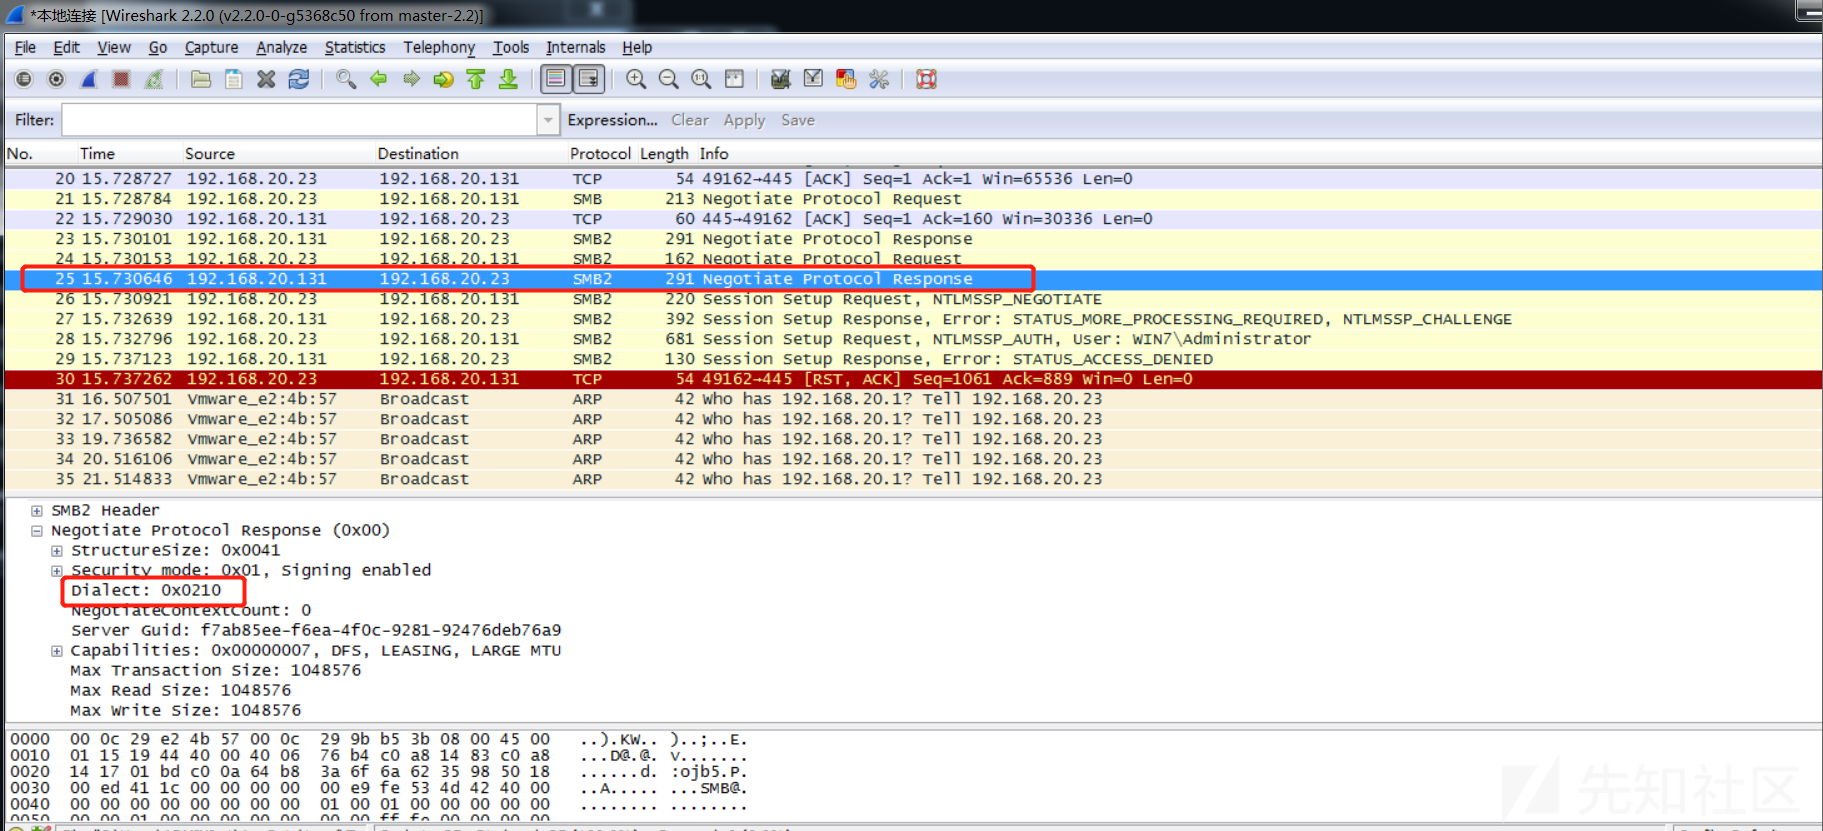 *本地连接 [Wireshark 2.2.0 (v2.2.0-0-g5368c50 from master-2.2)]
File Edit View Go Capture Analyze Statistics Telephony Tools Internals Help
Filter: Expression... Clear Apply Save
No. Time Source Destination Protocol Length Info
20 15.728727 192.168.20.23 192.168.20.131 TCP 54 49162→445 [ACK] Seq=1 Ack=1 Win=65536 Len=0
21 15.728784 192.168.20.23 192.168.20.131 SMB 213 Negotiate Protocol Request
22 15.729030 192.168.20.131 192.168.20.23 TCP 60 445→49162 [ACK] Seq=1 Ack=160 Win=30336 Len=0
23 15.730101 192.168.20.131 192.168.20.23 SMB2 291 Negotiate Protocol Response
24 15.730153 192.168.20.23 192.168.20.131 SMB2 162 Negotiate Protocol Request
25 15.730646 192.168.20.131 192.168.20.23 SMB2 291 Negotiate Protocol Response
26 15.730921 192.168.20.23 192.168.20.131 SMB2 220 Session Setup Request, NTLMSSP_NEGOTIATE
27 15.732639 192.168.20.131 192.168.20.23 SMB2 392 Session Setup Response, Error: STATUS_MORE_PROCESSING_REQUIRED, NTLMSSP_CHALLENGE
28 15.732796 192.168.20.23 192.168.20.131 SMB2 681 Session Setup Request, NTLMSSP_AUTH, User: WIN7\Administrator
29 15.737123 192.168.20.131 192.168.20.23 SMB2 130 Session Setup Response, Error: STATUS_ACCESS_DENIED
30 15.737262 192.168.20.23 192.168.20.131 TCP 54 49162→445 [RST, ACK] Seq=1061 Ack=889 Win=0 Len=0
31 16.507501 Vmware_e2:4b:57 Broadcast ARP 42 Who has 192.168.20.1? Tell 192.168.20.23
32 17.505086 Vmware_e2:4b:57 Broadcast ARP 42 Who has 192.168.20.1? Tell 192.168.20.23
33 19.736582 Vmware_e2:4b:57 Broadcast ARP 42 Who has 192.168.20.1? Tell 192.168.20.23
34 20.516106 Vmware_e2:4b:57 Broadcast ARP 42 Who has 192.168.20.1? Tell 192.168.20.23
35 21.514833 Vmware_e2:4b:57 Broadcast ARP 42 Who has 192.168.20.1? Tell 192.168.20.23
SMB2 Header
Negotiate Protocol Response (0x00)
StructureSize: 0x0041
Security mode: 0x01, Signing enabled
Dialect: 0x0210
NegotiateContextCount: 0
Server Guid: f7ab85ee-f6ea-4f0c-9281-92476deb76a9
Capabilities: 0x00000007, DFS, LEASING, LARGE MTU
Max Transaction Size: 1048576
Max Read Size: 1048576
Max Write Size: 1048576
0000 00 0c 29 e2 4b 57 00 0c 29 9b b5 3b 08 00 45 00 ..).KW.. )..;..E.
0010 01 15 19 44 40 00 40 06 76 b4 c0 a8 14 83 c0 a8 ...D@.@. v.......
0020 14 17 01 bd c0 0a 64 b8 3a 6f 6a 62 35 98 50 18 ......d. :ojb5.P.
0030 00 ed 41 1c 00 00 00 00 00 e9 fe 53 4d 42 40 00 ..A..... ...SMB@.
0040 00 00 00 00 00 00 00 00 01 00 01 00 00 00 00 00 ........ ........
先知社区